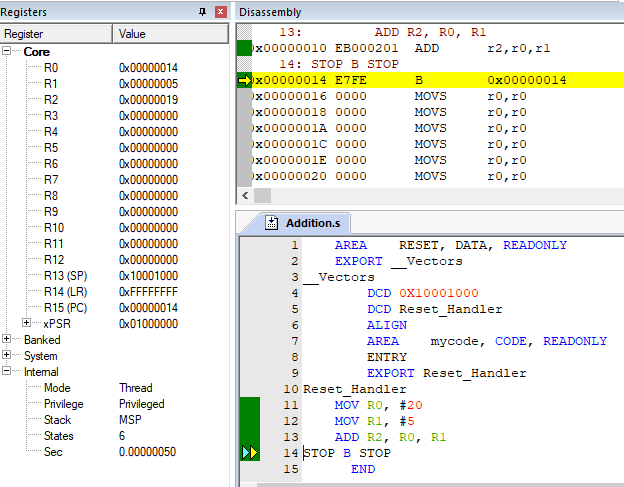 Registers
Register Value
Core
R0 0x00000014
R1 0x00000005
R2 0x00000019
R3 0x00000000
R4 0x00000000
R5 0x00000000
R6 0x00000000
R7 0x00000000
R8 0x00000000
R9 0x00000000
R10 0x00000000
R11 0x00000000
R12 0x00000000
R13 (SP) 0x10001000
R14 (LR) 0xFFFFFFFF
R15 (PC) 0x00000014
xPSR 0x01000000
Banked
System
Internal
Mode Thread
Privilege Privileged
Stack MSP
States 6
Sec 0.00000050
Disassembly
13: ADD R2, R0, R1
0x00000010 EB000201 ADD r2,r0,r1
14: STOP B STOP
0x00000014 E7FE B 0x00000014
0x00000016 0000 MOVS r0,r0
0x00000018 0000 MOVS r0,r0
0x0000001A 0000 MOVS r0,r0
0x0000001C 0000 MOVS r0,r0
0x0000001E 0000 MOVS r0,r0
0x00000020 0000 MOVS r0,r0
Addition.s
1 AREA RESET, DATA, READONLY
2 EXPORT __Vectors
3 __Vectors
4 DCD 0X10001000
5 DCD Reset_Handler
6 ALIGN
7 AREA mycode, CODE, READONLY
8 ENTRY
9 EXPORT Reset_Handler
10 Reset_Handler
11 MOV R0, #20
12 MOV R1, #5
13 ADD R2, R0, R1
14 STOP B STOP
15 END